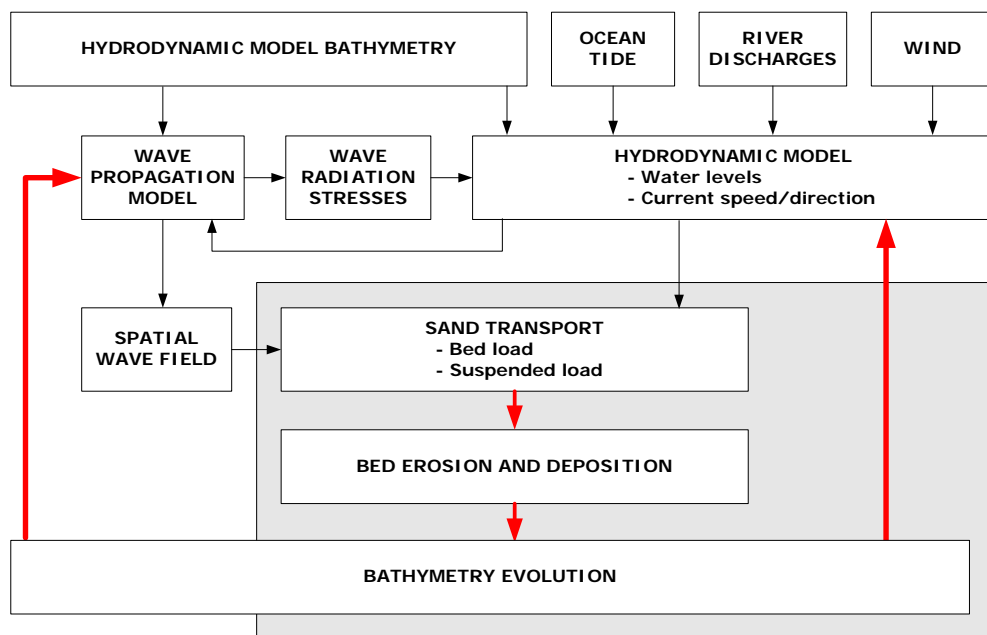 HYDRODYNAMIC MODEL BATHYMETRY
OCEAN
TIDE
RIVER
DISCHARGES
WIND
WAVE
PROPAGATION
MODEL
WAVE
RADIATION
STRESSES
HYDRODYNAMIC MODEL
- Water levels
- Current speed/direction
SPATIAL
WAVE FIELD
SAND TRANSPORT
- Bed load
- Suspended load
BED EROSION AND DEPOSITION
BATHYMETRY EVOLUTION